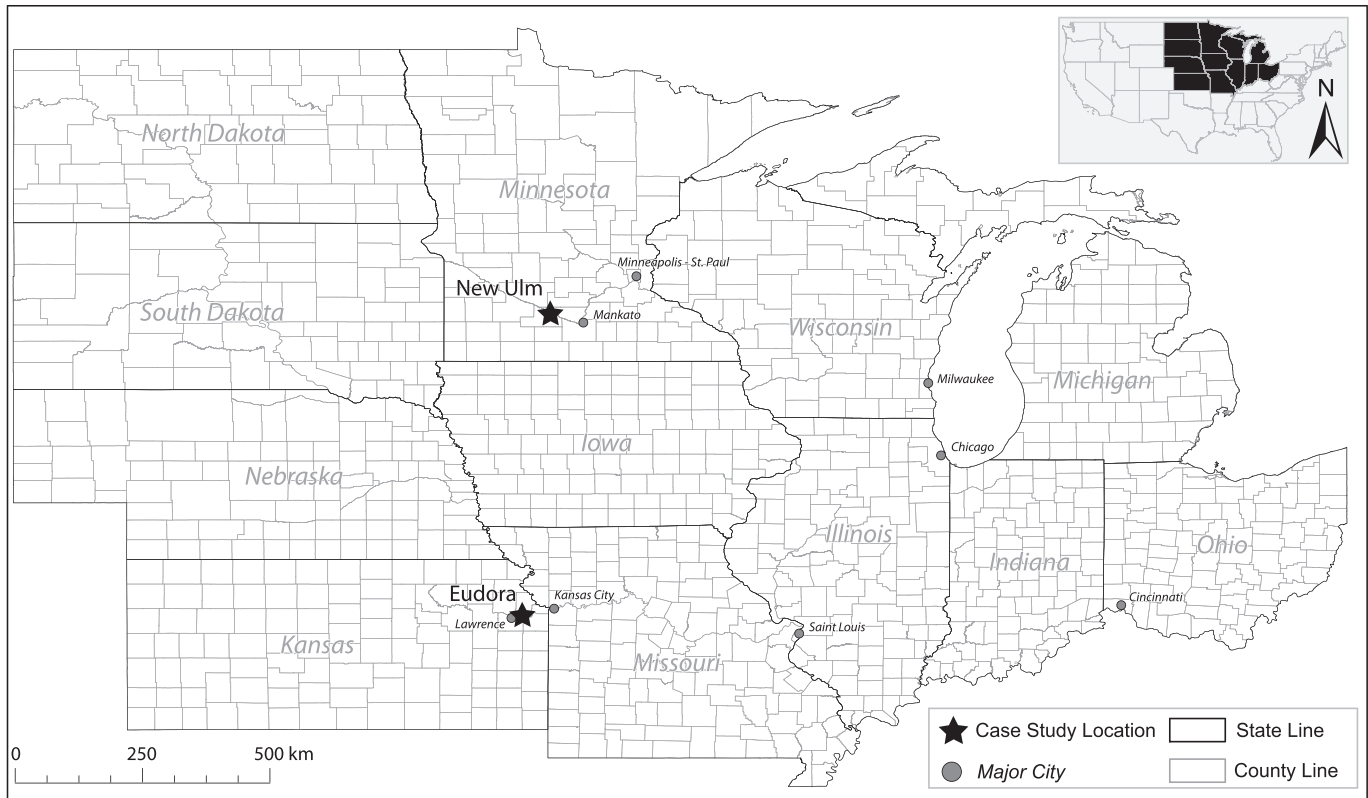 N
North Dakota
Minnesota
Minneapolis - St. Paul
New Ulm
Mankato
South Dakota
Wisconsin
Milwaukee
Michigan
Iowa
Chicago
Nebraska
Illinois
Indiana
Ohio
Eudora
Kansas City
Lawrence
Cincinnati
Saint Louis
Kansas
Missouri
Case Study Location
State Line
Major City
County Line
0 250 500 km